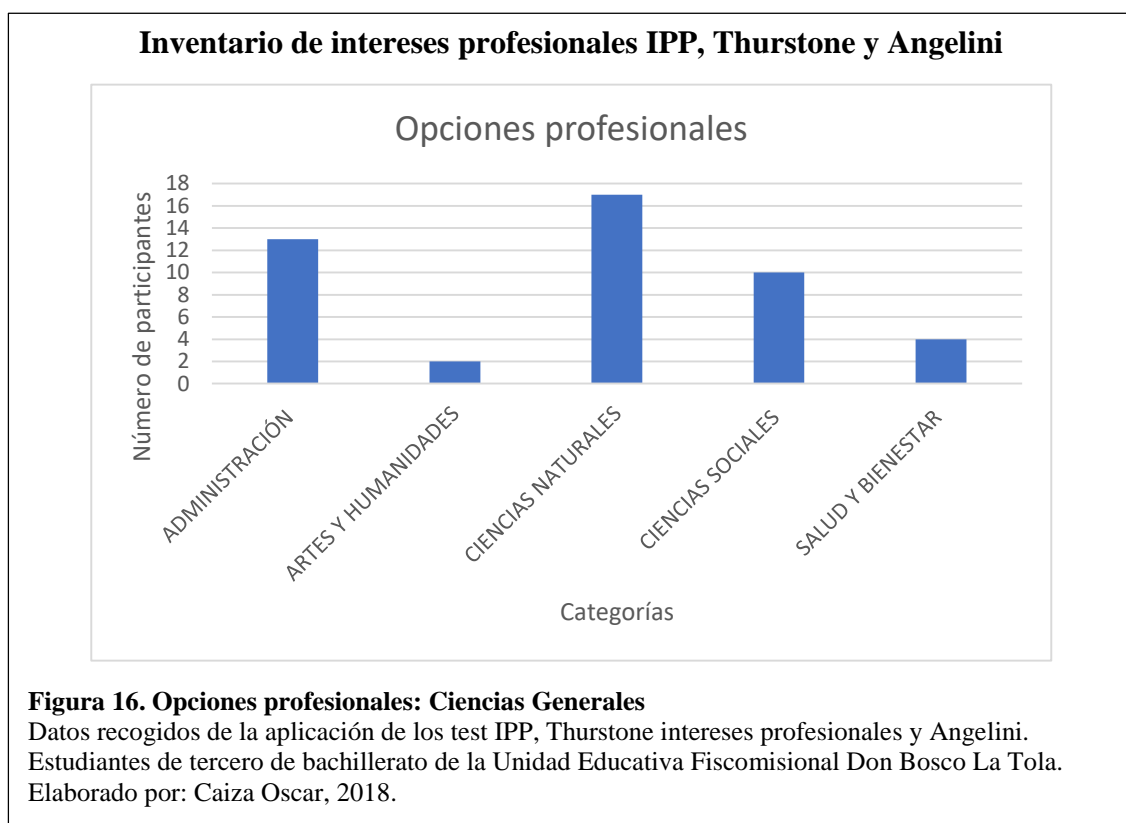 Inventario de intereses profesionales IPP, Thurstone y Angelini
Opciones profesionales
Número de participantes
18
16
14
12
10
8
6
4
2
0
ADMINISTRACIÓN
ARTES Y HUMANIDADES
CIENCIAS NATURALES
CIENCIAS SOCIALES
SALUD Y BIENESTAR
Categorías
Figura 16. Opciones profesionales: Ciencias Generales
Datos recogidos de la aplicación de los test IPP, Thurstone intereses profesionales y Angelini.
Estudiantes de tercero de bachillerato de la Unidad Educativa Fiscomisional Don Bosco La Tola.
Elaborado por: Caiza Oscar, 2018.